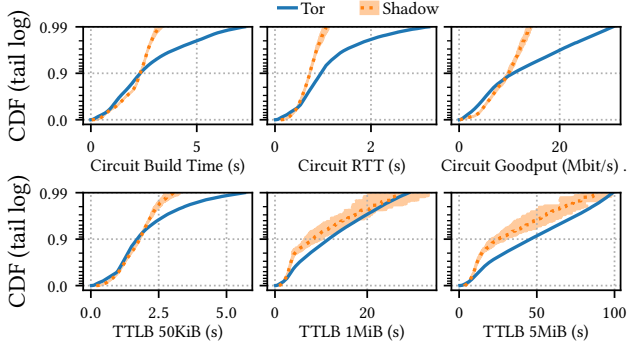 Tor Shadow
CDF (tail log)
0.99
0.9
0.0
0 5
Circuit Build Time (s)
0 2
Circuit RTT (s)
0 20
Circuit Goodput (Mbit/s) .
CDF (tail log)
0.99
0.9
0.0
0.0 2.5 5.0
TTLB 50KiB (s)
0 20
TTLB 1MiB (s)
0 50 100
TTLB 5MiB (s)